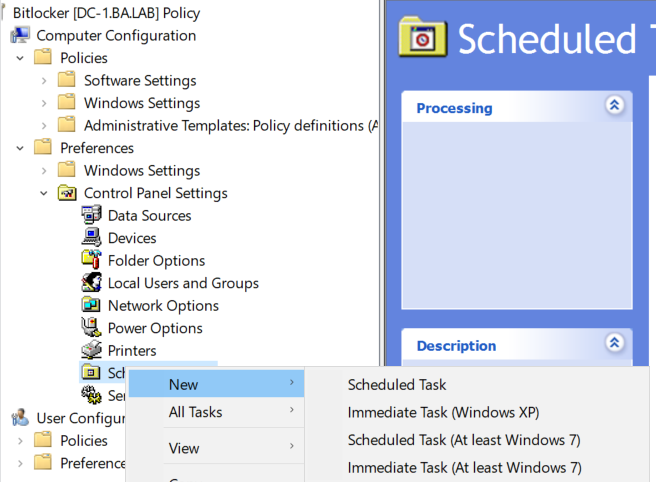 Bitlocker [DC-1.BA.LAB] Policy
Computer Configuration
Policies
Software Settings
Windows Settings
Administrative Templates: Policy definitions (A
Preferences
Windows Settings
Control Panel Settings
Data Sources
Devices
Folder Options
Local Users and Groups
Network Options
Power Options
Printers
Sch
Ser
User Configur
Policies
Preference
New
All Tasks
View
Scheduled Task
Immediate Task (Windows XP)
Scheduled Task (At least Windows 7)
Immediate Task (At least Windows 7)
Scheduled
Processing
Description